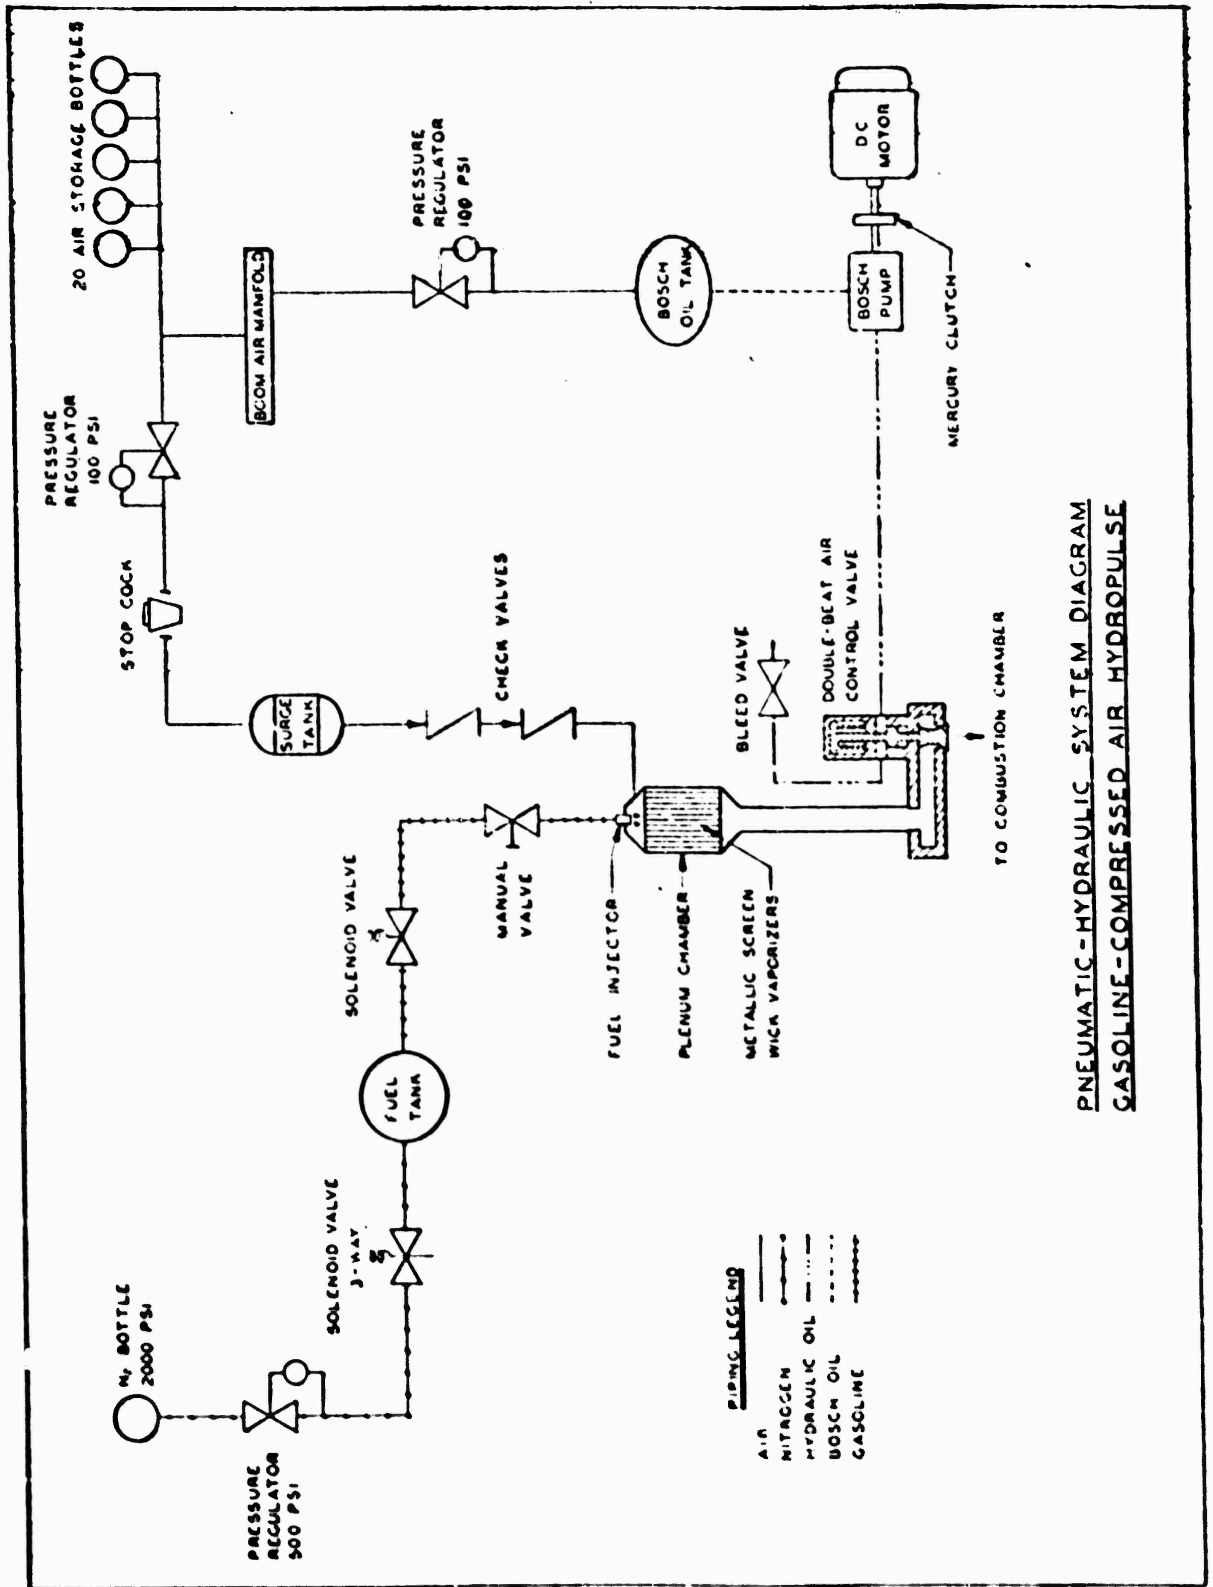 20 AIR STORAGE BOTTLES
PRESSURE
REGULATOR
100 PSI
DC
MOTOR
BOOM AIR MANIFOLD
BOSCH
OIL TANK
BOSCH
PUMP
MERCURY CLUTCH
PRESSURE
REGULATOR
100 PSI
STOP COCK
SURGE
TANK
CHECK VALVES
BLEED VALVE
DOUBLE-BEAT AIR
CONTROL VALVE
TO COMBUSTION CHAMBER
SOLENOID VALVE
MANUAL
VALVE
FUEL INJECTOR
PLENUM CHAMBER
METALLIC SCREEN
WICK VAPORIZERS
FUEL
TANK
SOLENOID VALVE
3-WAY
N₂ BOTTLE
2000 PSI
PRESSURE
REGULATOR
500 PSI
PIPING LEGEND
AIR
NITROGEN
HYDRAULIC OIL
BOSCH OIL
GASOLINE
PNEUMATIC-HYDRAULIC SYSTEM DIAGRAM
GASOLINE-COMPRESSED AIR HYDROPULSE